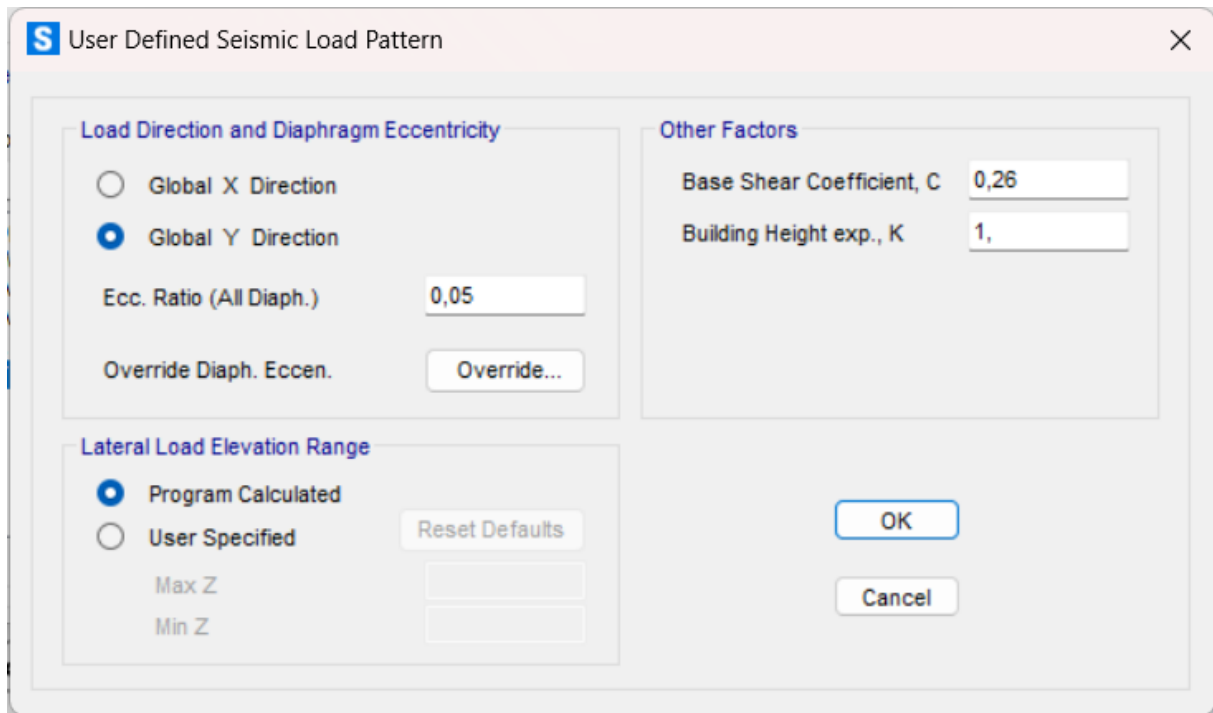 S User Defined Seismic Load Pattern
Load Direction and Diaphragm Eccentricity
Global X Direction
Global Y Direction
Ecc. Ratio (All Diaph.) 0,05
Override Diaph. Eccen. Override...
Other Factors
Base Shear Coefficient, C 0,26
Building Height exp., K 1,
Lateral Load Elevation Range
Program Calculated
User Specified Reset Defaults
Max Z
Min Z
OK
Cancel